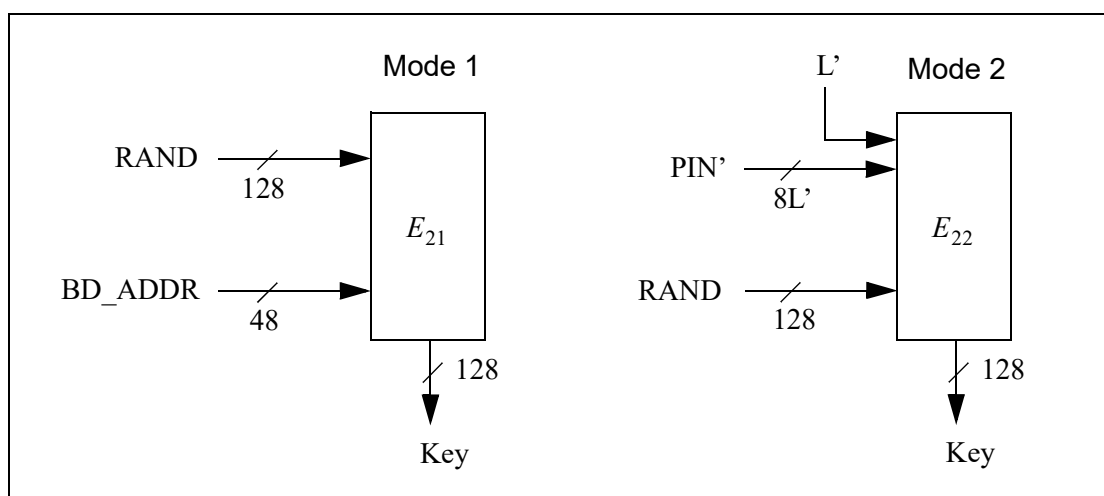 Mode 1
RAND
128
E21
BD_ADDR
48
128
Key
L’
Mode 2
PIN’
8L’
E22
RAND
128
128
Key